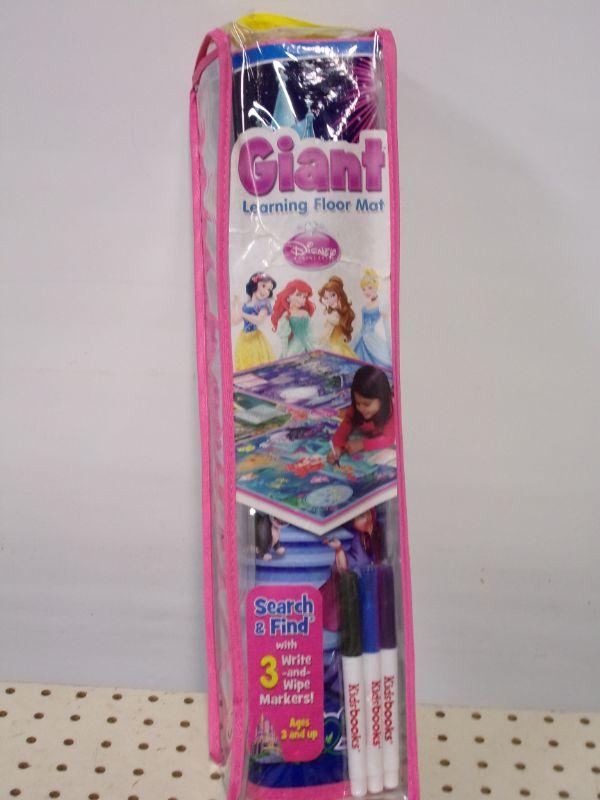 Giant
Learning Floor Mat
Disney
Search
& Find®
with
3 Write
-and-
Wipe
Markers!
Ages
3 and up
Kidsbooks®
Kidsbooks®
Kidsbooks®